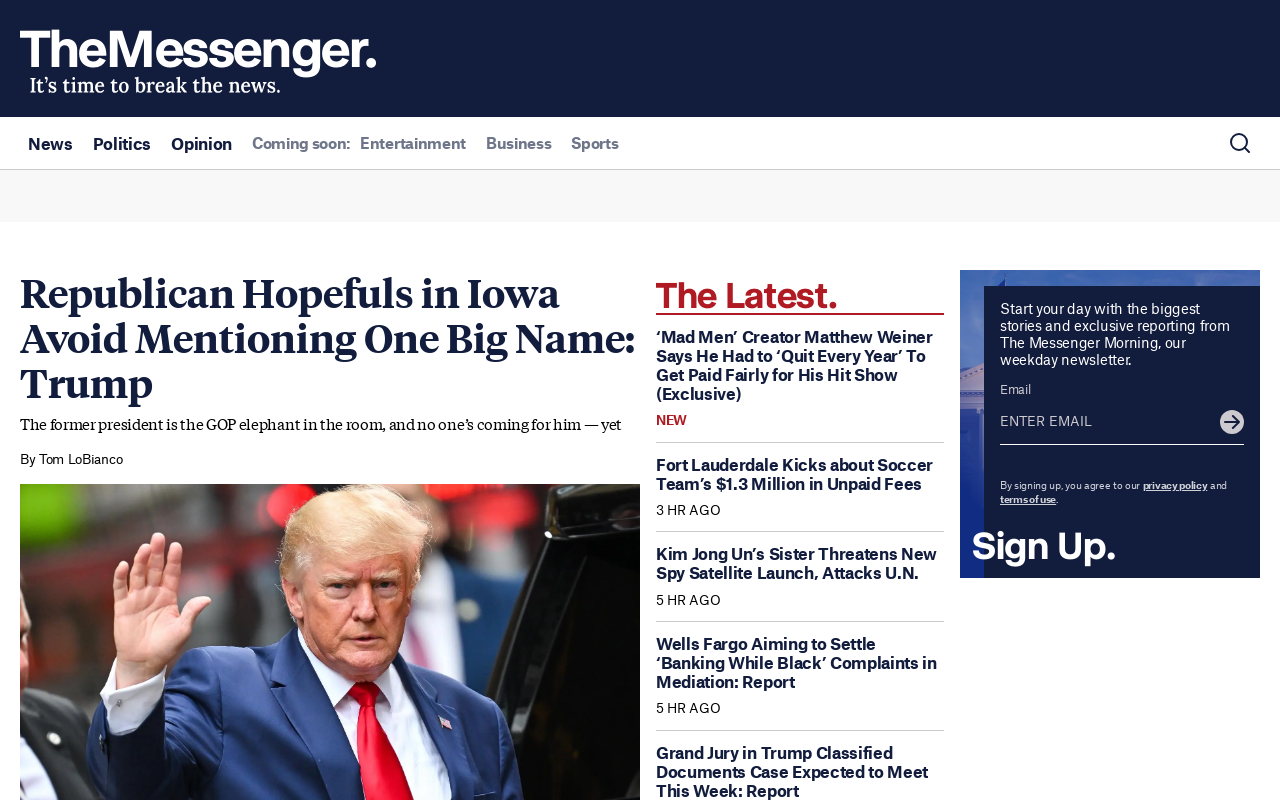 TheMessenger.
It's time to break the news.
News Politics Opinion Coming soon: Entertainment Business Sports
Republican Hopefuls in Iowa
Avoid Mentioning One Big Name:
Trump
The former president is the GOP elephant in the room, and no one’s coming for him — yet
By Tom LoBianco
The Latest.
‘Mad Men’ Creator Matthew Weiner
Says He Had to ‘Quit Every Year’ To
Get Paid Fairly for His Hit Show
(Exclusive)
NEW
Fort Lauderdale Kicks about Soccer
Team’s $1.3 Million in Unpaid Fees
3 HR AGO
Kim Jong Un’s Sister Threatens New
Spy Satellite Launch, Attacks U.N.
5 HR AGO
Wells Fargo Aiming to Settle
‘Banking While Black’ Complaints in
Mediation: Report
5 HR AGO
Grand Jury in Trump Classified
Documents Case Expected to Meet
This Week: Report
Start your day with the biggest
stories and exclusive reporting from
The Messenger Morning, our
weekday newsletter.
Email
ENTER EMAIL
By signing up, you agree to our privacy policy and
terms of use.
Sign Up.